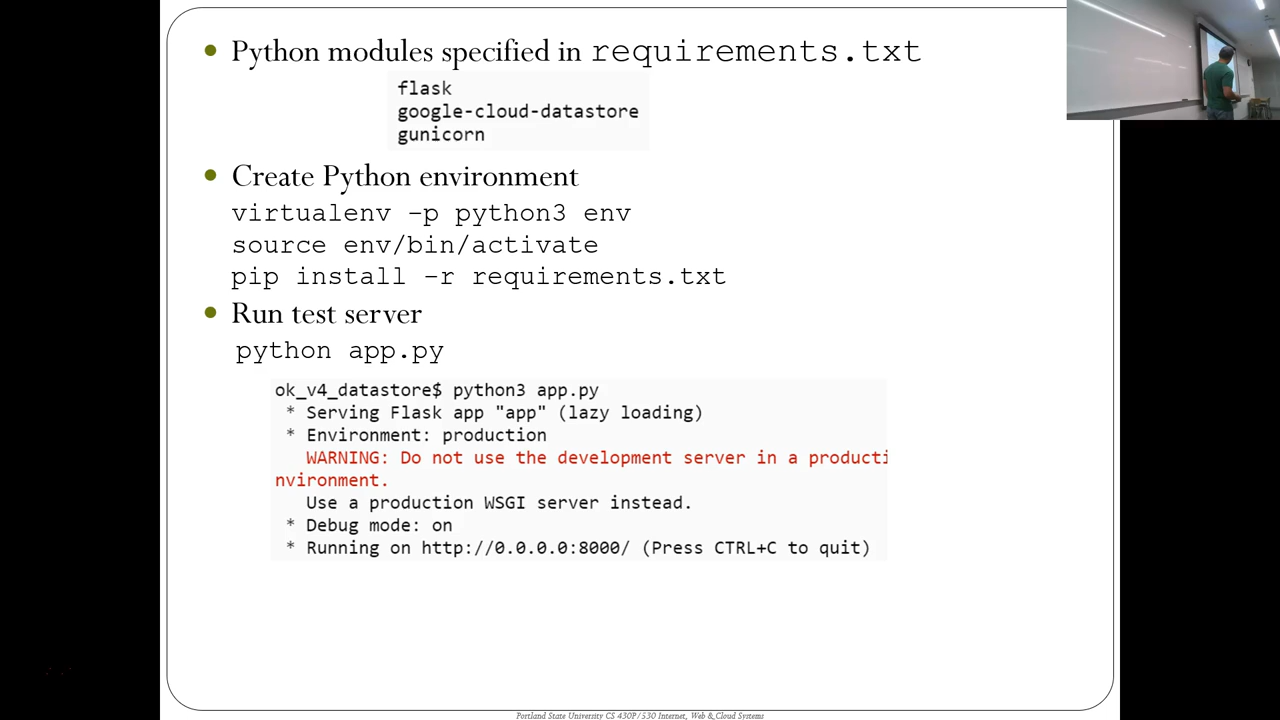 Python modules specified in requirements.txt
flask
google-cloud-datastore
gunicorn
Create Python environment
virtualenv –p python3 env
source env/bin/activate
pip install –r requirements.txt
Run test server
python app.py
ok_v4_datastore$ python3 app.py
* Serving Flask app "app" (lazy loading)
* Environment: production
WARNING: Do not use the development server in a producti
nvironment.
Use a production WSGI server instead.
* Debug mode: on
* Running on http://0.0.0.0:8000/ (Press CTRL+C to quit)
Portland State University CS 430P/530 Internet, Web & Cloud Systems